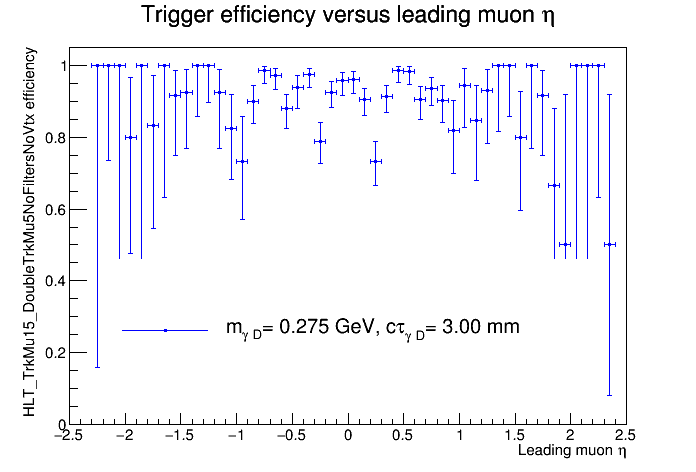 Trigger efficiency versus leading muon η
HLT_TrkMu15_DoubleTrkMu5NoFiltersNoVtx efficiency
1
0.8
0.6
0.4
0.2
0
m_γ D= 0.275 GeV, cτ_γ D= 3.00 mm
−2.5 −2 −1.5 −1 −0.5 0 0.5 1 1.5 2 2.5
Leading muon η